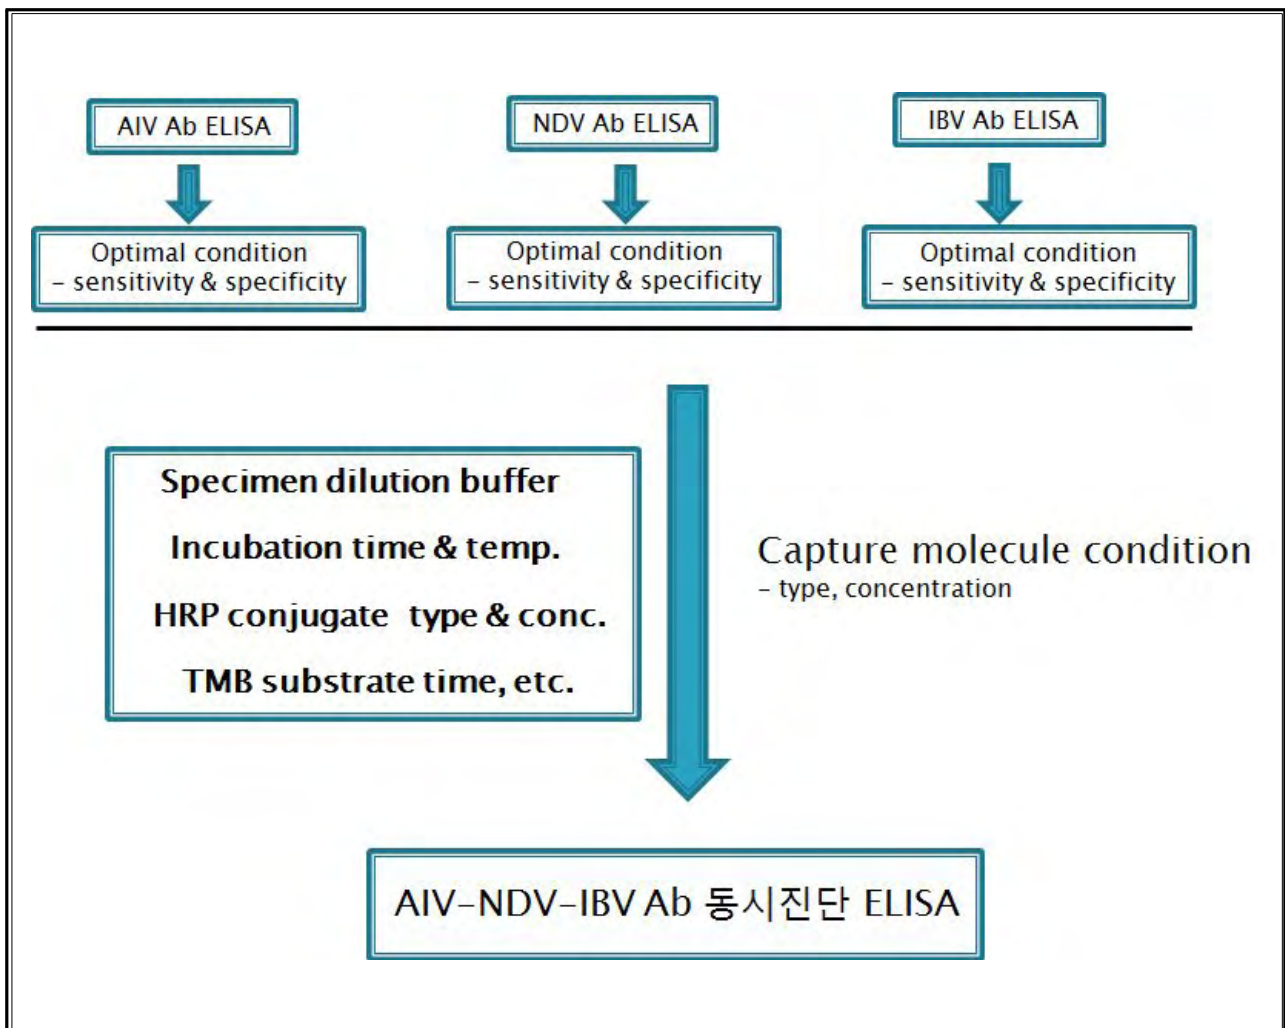 AIV Ab ELISA
NDV Ab ELISA
IBV Ab ELISA
Optimal condition
– sensitivity & specificity
Optimal condition
– sensitivity & specificity
Optimal condition
– sensitivity & specificity
Specimen dilution buffer
Incubation time & temp.
HRP conjugate type & conc.
TMB substrate time, etc.
Capture molecule condition
– type, concentration
AIV–NDV–IBV Ab 동시진단 ELISA